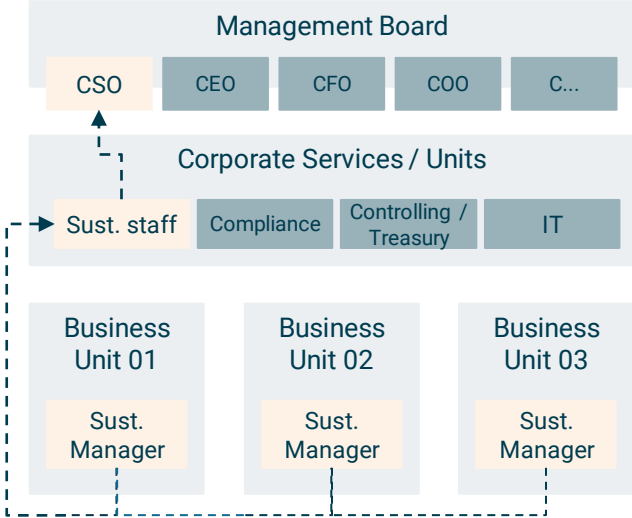 Management Board
CSO
CEO
CFO
COO
C...
Corporate Services / Units
Sust. staff
Compliance
Controlling /
Treasury
IT
Business
Unit 01
Sust.
Manager
Business
Unit 02
Sust.
Manager
Business
Unit 03
Sust.
Manager